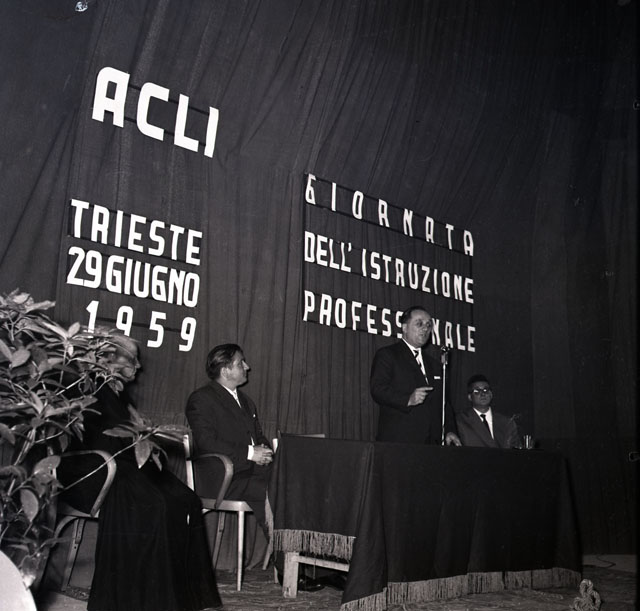 ACLI
TRIESTE
29 GIUGNO
1959
GIORNATA
DELL' ISTRUZIONE
PROFESSIONALE